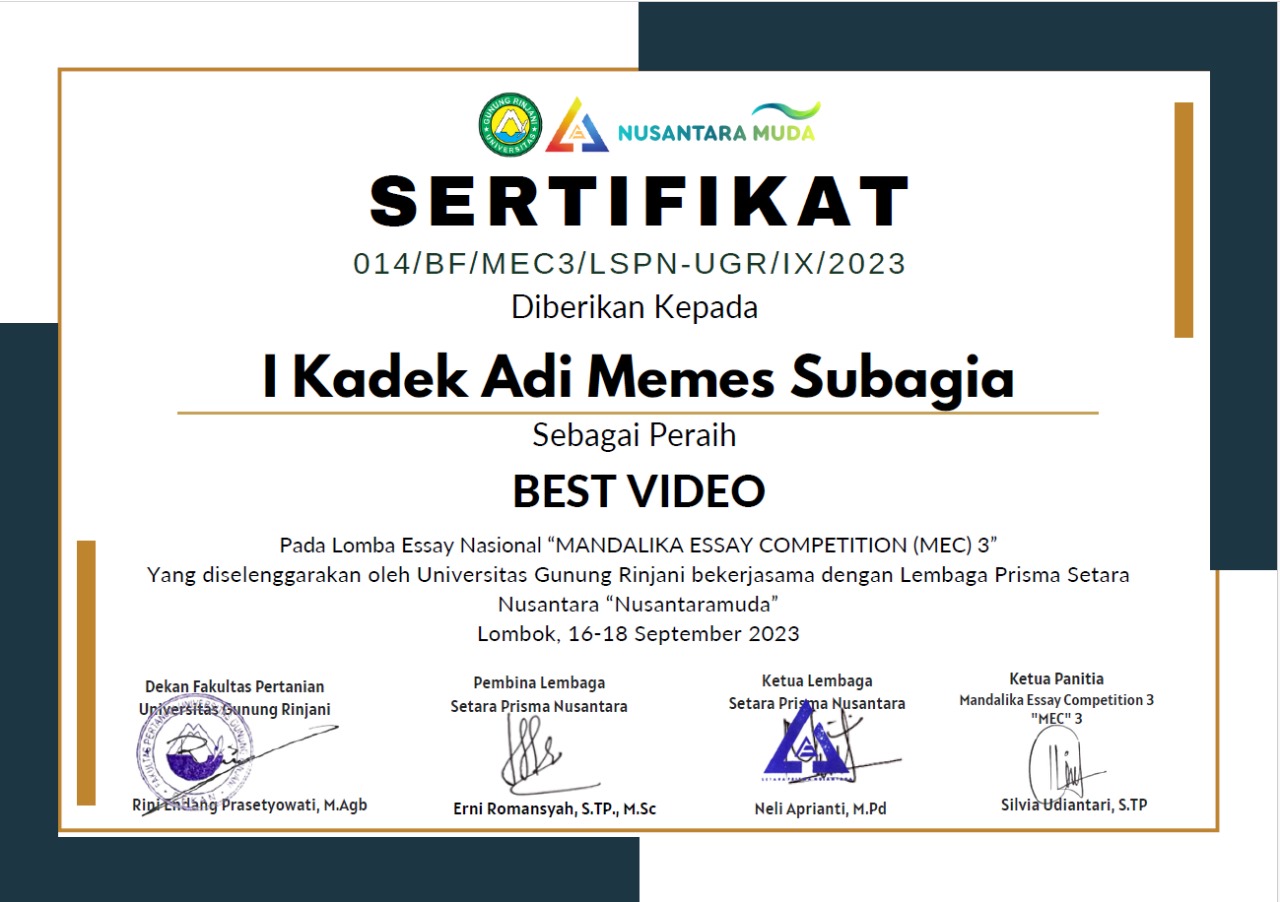 GUNUNG RINJANI
UNIVERSITAS
NUSANTARA MUDA
SERTIFIKAT
014/BF/MEC3/LSPN-UGR/IX/2023
Diberikan Kepada
I Kadek Adi Memes Subagia
Sebagai Peraih
BEST VIDEO
Pada Lomba Essay Nasional “MANDALIKA ESSAY COMPETITION (MEC) 3”
Yang diselenggarakan oleh Universitas Gunung Rinjani bekerjasama dengan Lembaga Prisma Setara
Nusantara “Nusantaramuda”
Lombok, 16-18 September 2023
Dekan Fakultas Pertanian
Universitas Gunung Rinjani
Rini Endang Prasetyowati, M.Agb
Pembina Lembaga
Setara Prisma Nusantara
Erni Romansyah, S.TP., M.Sc
Ketua Lembaga
Setara Prisma Nusantara
Neli Aprianti, M.Pd
Ketua Panitia
Mandalika Essay Competition 3
"MEC" 3
Silvia Udiantari, S.TP